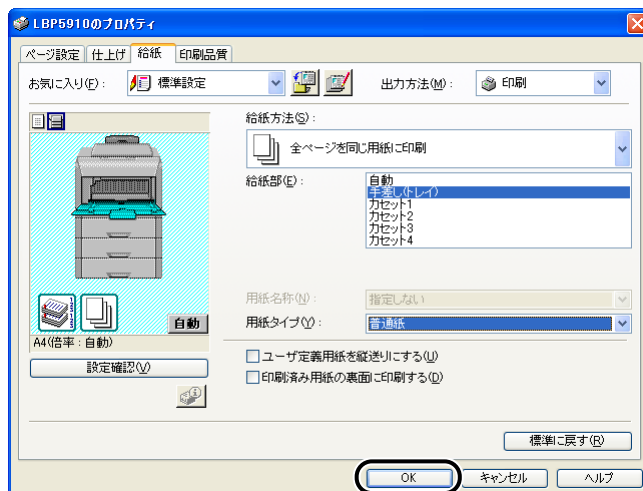 LBP5910のプロパティ
ページ設定 仕上げ 給紙 印刷品質
お気に入り(F): 標準設定 出力方法(M): 印刷
給紙方法(S):
全ページを同じ用紙に印刷
給紙部(E): 自動
手差し(トレイ)
カセット1
カセット2
カセット3
カセット4
自動
A4(倍率:自動)
設定確認(V)
用紙名称(N): 指定しない
用紙タイプ(Y): 普通紙
ユーザ定義用紙を縦送りにする(U)
印刷済み用紙の裏面に印刷する(D)
標準に戻す(R)
OK キャンセル ヘルプ